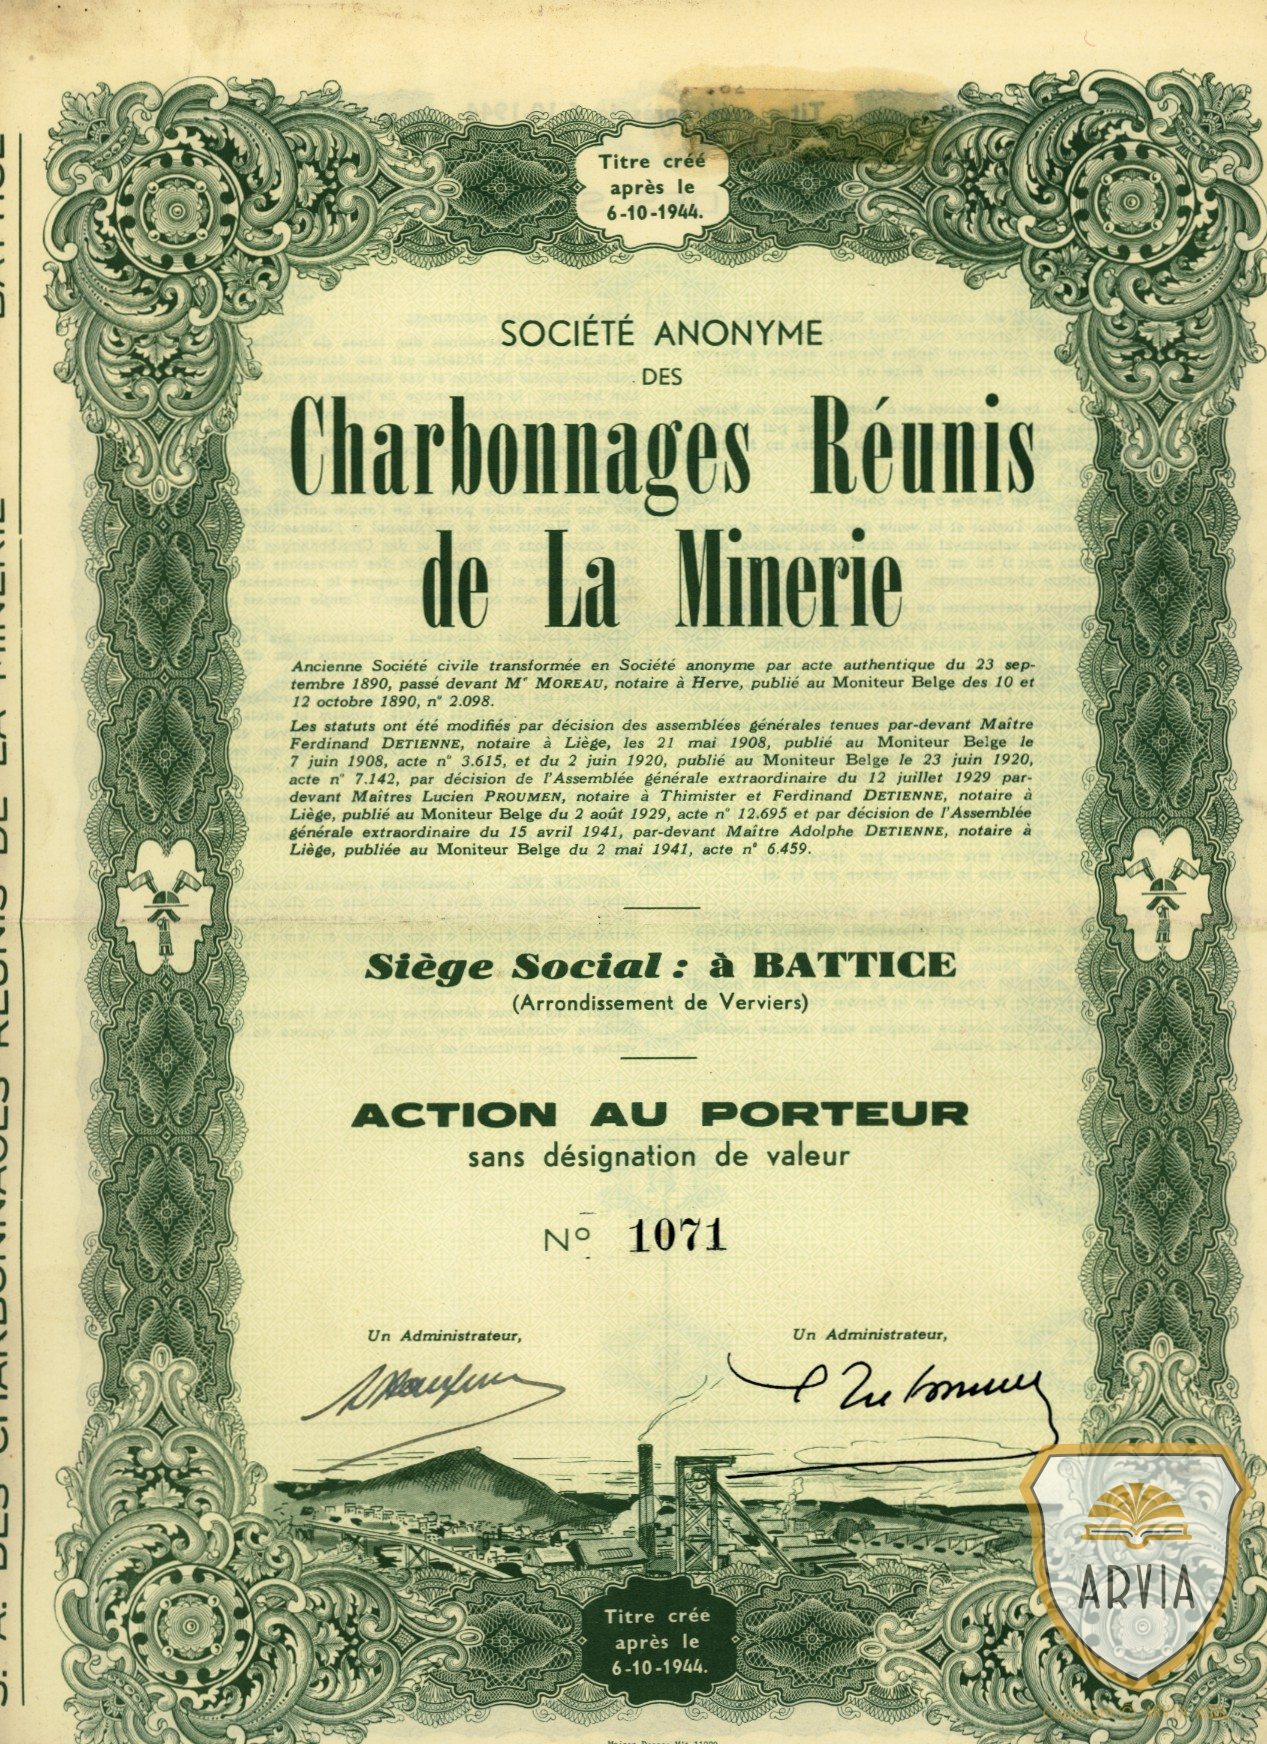 Titre créé
après le
6-10-1944.
SOCIÉTÉ ANONYME
DES
Charbonnages Réunis
de La Minerie
Ancienne Société civile transformée en Société anonyme par acte authentique du 23 sep-
tembre 1890, passé devant Me MOREAU, notaire à Herve, publié au Moniteur Belge des 10 et
12 octobre 1890, n° 2.098.
Les statuts ont été modifiés par décision des assemblées générales tenues par-devant Maître
Ferdinand DETIENNE, notaire à Liège, les 21 mai 1908, publié au Moniteur Belge le
7 juin 1908, acte n° 3.615, et du 2 juin 1920, publié au Moniteur Belge le 23 juin 1920,
acte n° 7.142, par décision de l'Assemblée générale extraordinaire du 12 juillet 1929 par-
devant Maîtres Lucien PROUMEN, notaire à Thimister et Ferdinand DETIENNE, notaire à
Liège, publié au Moniteur Belge du 2 août 1929, acte n° 12.695 et par décision de l'Assemblée
générale extraordinaire du 15 avril 1941, par-devant Maître Adolphe DETIENNE, notaire à
Liège, publiée au Moniteur Belge du 2 mai 1941, acte n° 6.459.
Siège Social : à BATTICE
(Arrondissement de Verviers)
ACTION AU PORTEUR
sans désignation de valeur
No 1071
Un Administrateur,
Un Administrateur,
Titre crée
après le
6-10-1944.
ARVIA
S. A. DES CHARBONNAGES RÉUNIS DE LA MINERIE - BATTICE